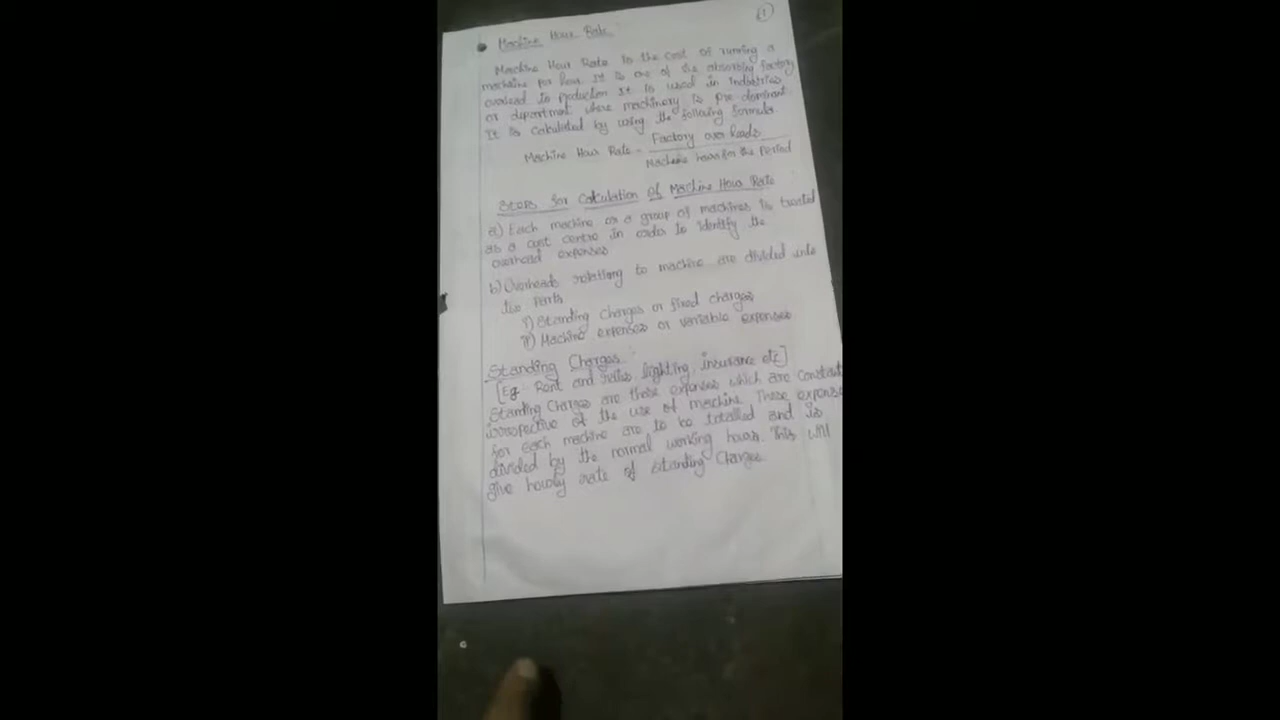 1
Machine Hour Rate
Machine Hour Rate is the cost of running a
machine per hour. It is one of the absorbing factory
overhead to production. It is used in industries
or department where machinery is pre dominant.
It is calculated by using the following formula.
Machine Hour Rate = Factory over heads
Machine hours for the period
Steps for Calculation of Machine Hour Rate
a) Each machine or a group of machines is treated
as a cost centre in order to identify the
overhead expenses
b) Overheads relating to machine are divided into
two parts
i) Standing Charges or fixed charges
ii) Machine expenses or variable expenses
Standing Charges
[Eg Rent and rates, lighting, insurance etc]
Standing Charges are those expenses which are constant
irrespective of the use of machine. These expense
for each machine are to be totalled and is
divided by the normal working hours. This will
give hourly rate of Standing Charges.